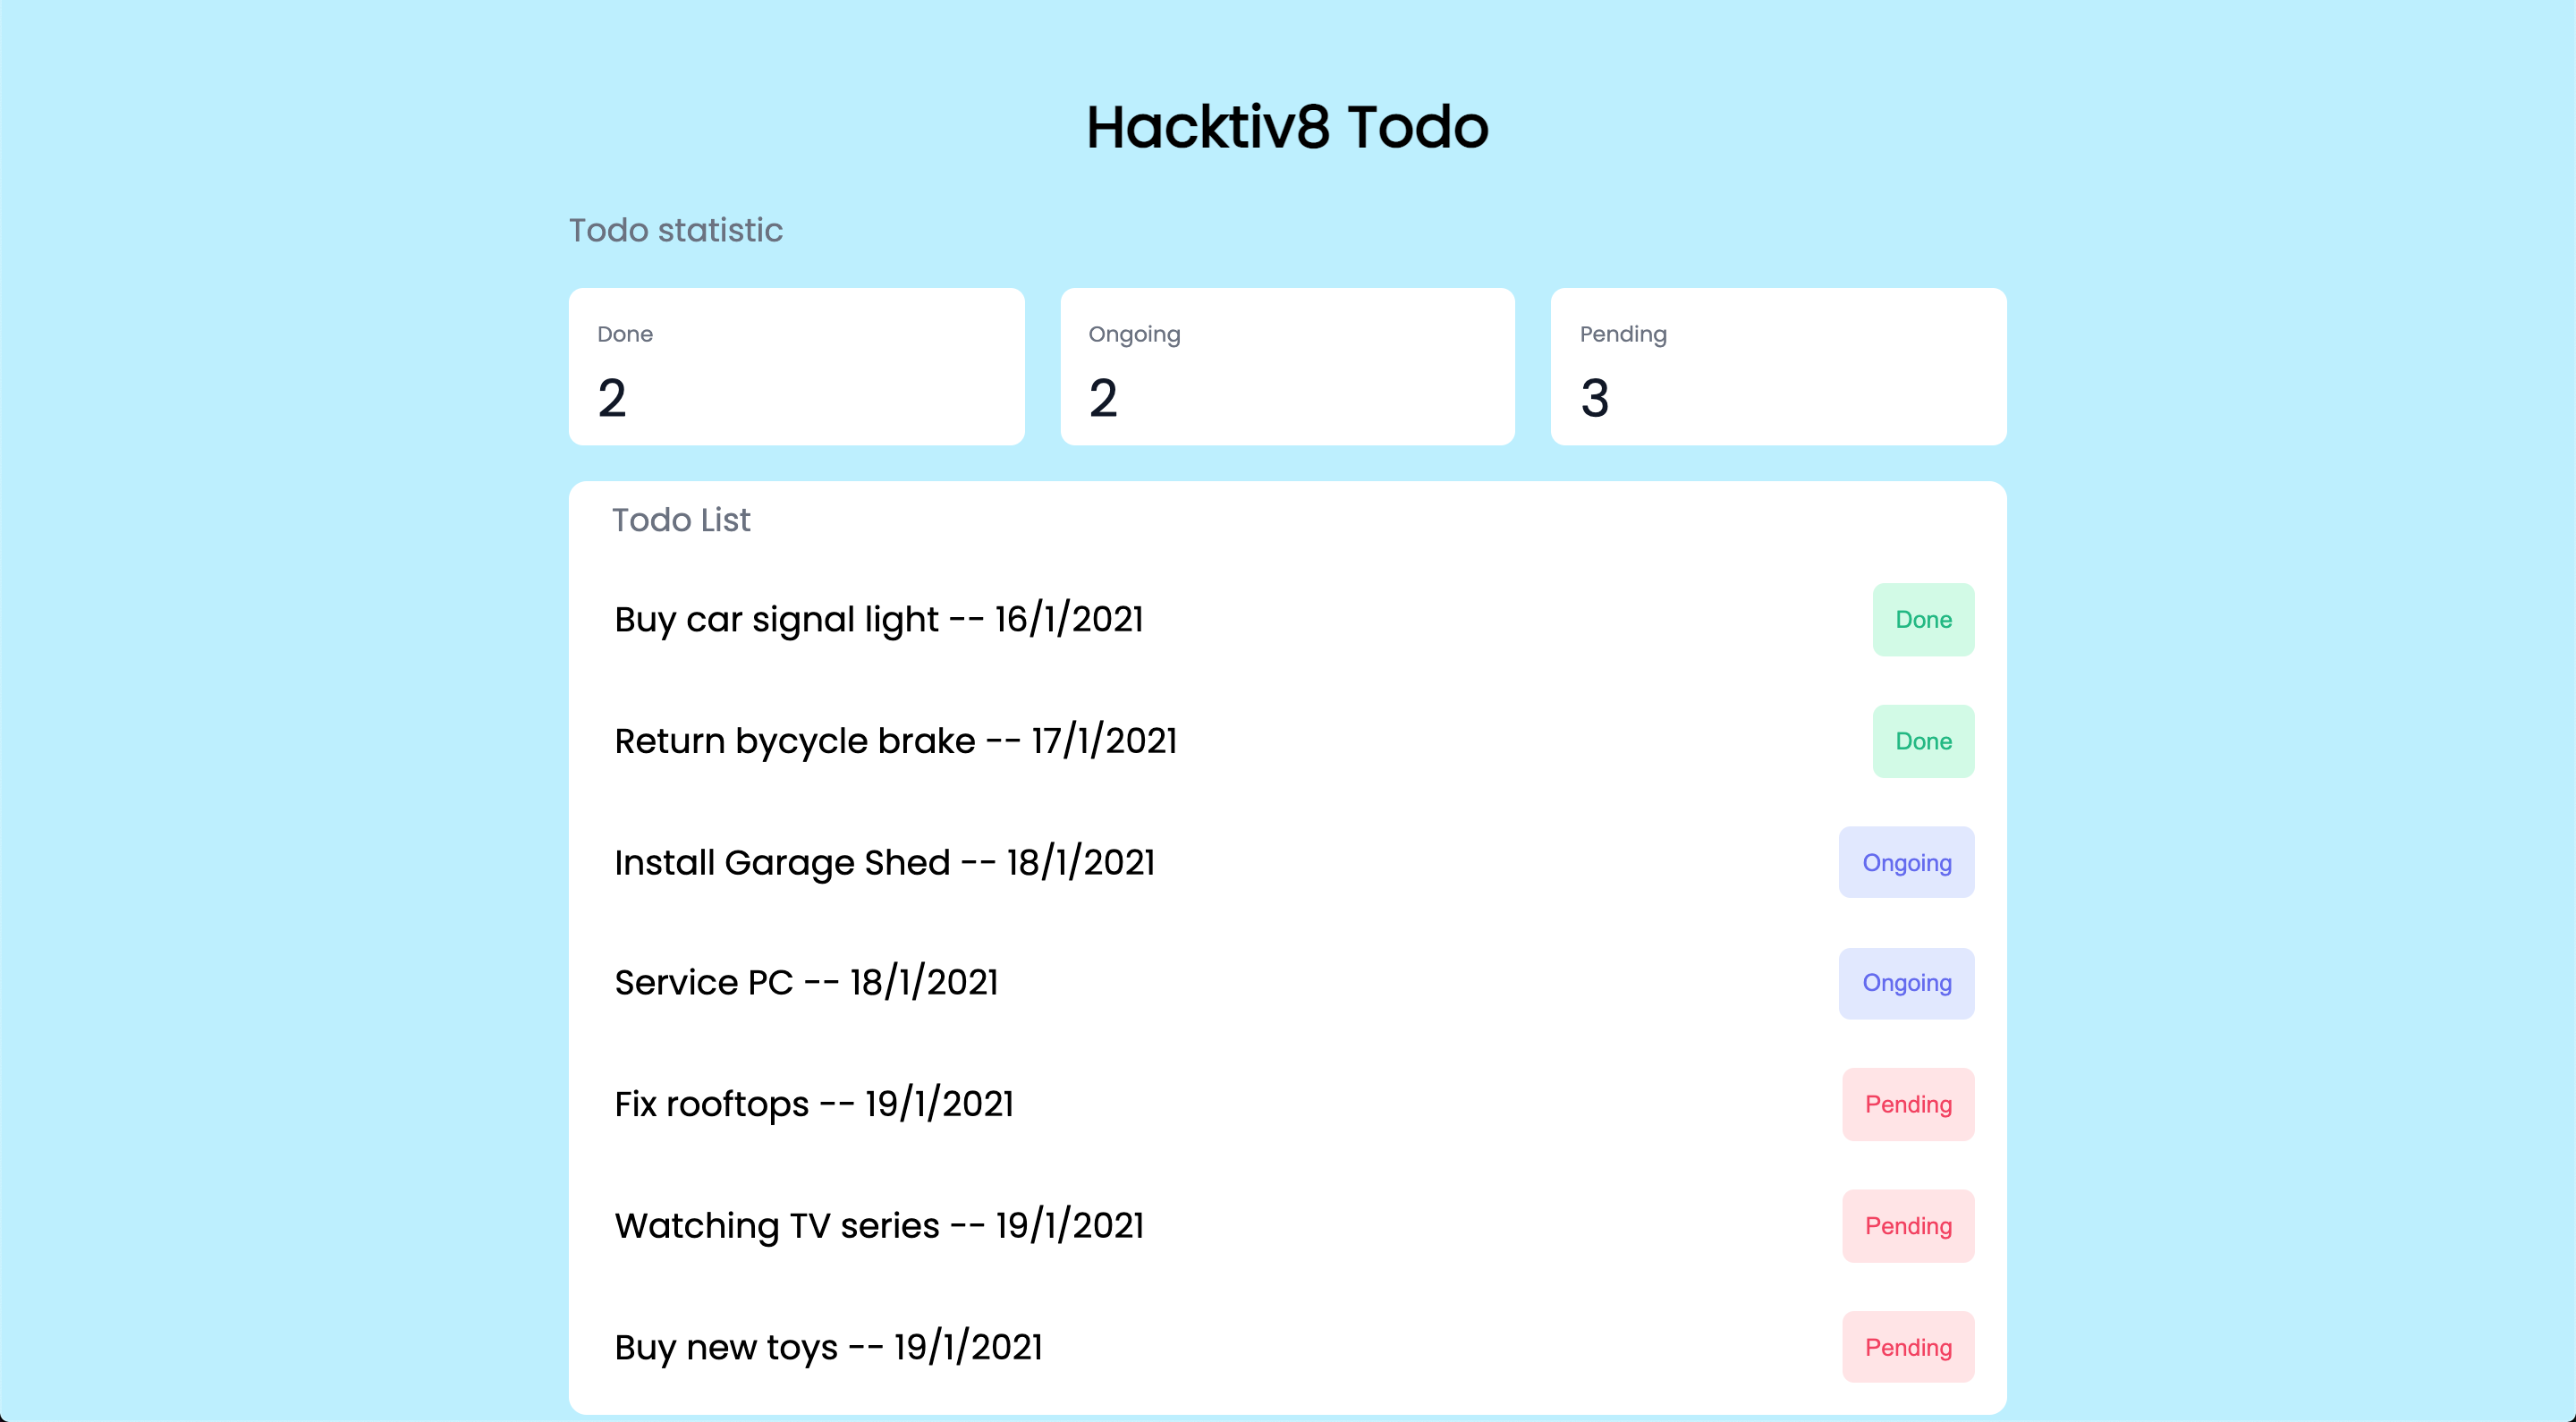 Hacktiv8 Todo
Todo statistic
Done
2
Ongoing
2
Pending
3
Todo List
Buy car signal light -- 16/1/2021 Done
Return bycycle brake -- 17/1/2021 Done
Install Garage Shed -- 18/1/2021 Ongoing
Service PC -- 18/1/2021 Ongoing
Fix rooftops -- 19/1/2021 Pending
Watching TV series -- 19/1/2021 Pending
Buy new toys -- 19/1/2021 Pending